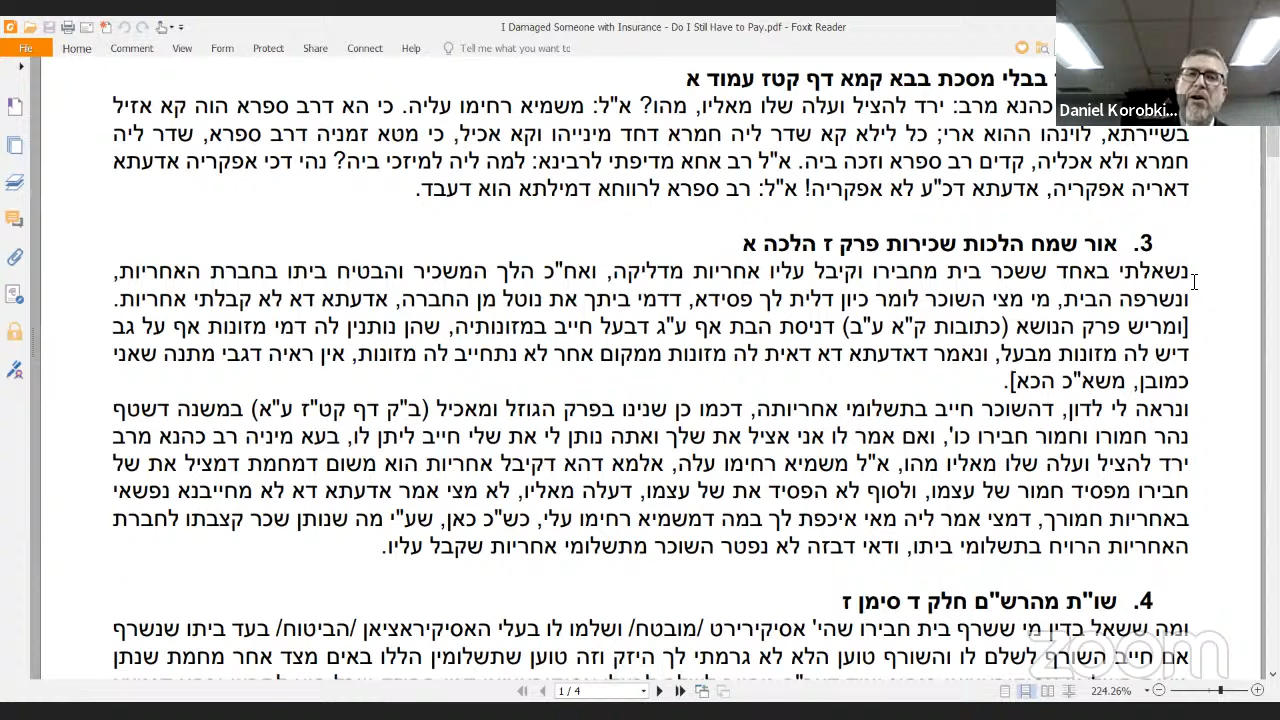 I Damaged Someone with Insurance - Do I Still Have to Pay.pdf - Foxit Reader
File Home Comment View Form Protect Share Connect Help Tell me what you want to
Daniel Korobki...
בבלי מסכת בבא קמא דף קטז עמוד א
כהנא מרב: ירד להציל ועלה שלו מאליו, מהו? א"ל: משמיא רחימו עליה. כי הא דרב ספרא הוה קא אזיל
בשיירתא, לוינהו ההוא ארי; כל לילא קא שדר ליה חמרא דחד מינייהו וקא אכיל, כי מטא זמניה דרב ספרא, שדר ליה
חמרא ולא אכליה, קדים רב ספרא וזכה ביה. א"ל רב אחא מדיפתי לרבינא: למה ליה למיזכי ביה? נהי דכי אפקריה אדעתא
דאריה אפקריה, אדעתא דכ"ע לא אפקריה! א"ל: רב ספרא לרווחא דמילתא הוא דעבד.
3. אור שמח הלכות שכירות פרק ז הלכה א
נשאלתי באחד ששכר בית מחבירו וקיבל עליו אחריות מדליקה, ואח"כ הלך המשכיר והבטיח ביתו בחברת האחריות,
ונשרפה הבית, מי מצי השוכר לומר כיון דלית לך פסידא, דדמי ביתך את נוטל מן החברה, אדעתא דא לא קבלתי אחריות.
[ומריש פרק הנושא (כתובות ק"א ע"ב) דניסת הבת אף ע"ג דבעל חייב במזונותיה, שהן נותנין לה דמי מזונות אף על גב
דיש לה מזונות מבעל, ונאמר דאדעתא דא דאית לה מזונות ממקום אחר לא נתחייב לה מזונות, אין ראיה דגבי מתנה שאני
כמובן, משא"כ הכא].
ונראה לי לדון, דהשוכר חייב בתשלומי אחריותה, דכמו כן שנינו בפרק הגוזל ומאכיל (ב"ק דף קט"ז ע"א) במשנה דשטף
נהר חמורו וחמור חבירו כו', ואם אמר לו אני אציל את שלך ואתה נותן לי את שלי חייב ליתן לו, בעא מיניה רב כהנא מרב
ירד להציל ועלה שלו מאליו מהו, א"ל משמיא רחימו עלה, אלמא דהא דקיבל אחריות הוא משום דמחמת דמציל את של
חבירו מפסיד חמור של עצמו, ולסוף לא הפסיד את של עצמו, דעלה מאליו, לא מצי אמר אדעתא דא לא מחייבנא נפשאי
באחריות חמורך, דמצי אמר ליה מאי איכפת לך במה דמשמיא רחימו עלי, כש"כ כאן, שע"י מה שנותן שכר קצבתו לחברת
האחריות הרויח בתשלומי ביתו, ודאי דבזה לא נפטר השוכר מתשלומי אחריות שקבל עליו.
4. שו"ת מהרש"ם חלק ד סימן ז
ומה ששאל בדין מי ששרף בית חבירו שהי' אסיקירירט /מובטח/ ושלמו לו בעלי האסיקיראציאן /הביטוח/ בעד ביתו שנשרף
אם חייב השורף לשלם לו והשורף טוען הלא לא גרמתי לך היזק וזה טוען שתשלומין הללו באים מצד אחר מחמת שנתן
zoom
1 / 4 224.26%